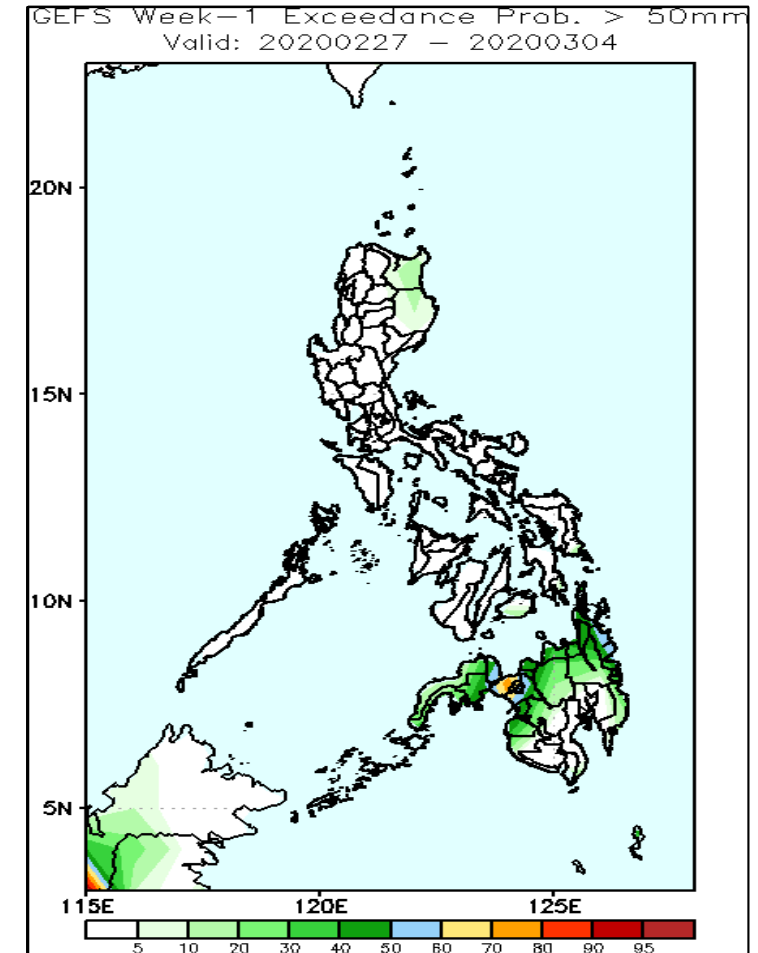 GEFS Week-1 Exceedance Prob. > 50mm
Valid: 20200227 - 20200304
20N
15N
10N
5N
115E 120E 125E
5 10 20 30 40 50 60 70 80 90 95